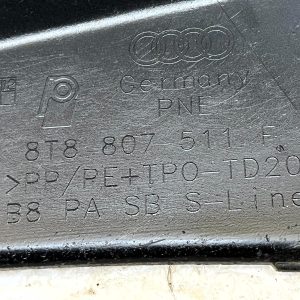 Germany
PNE
8T8 807 511 F
>PP/PE+TPO-TD20
B8 PA SB S-Line